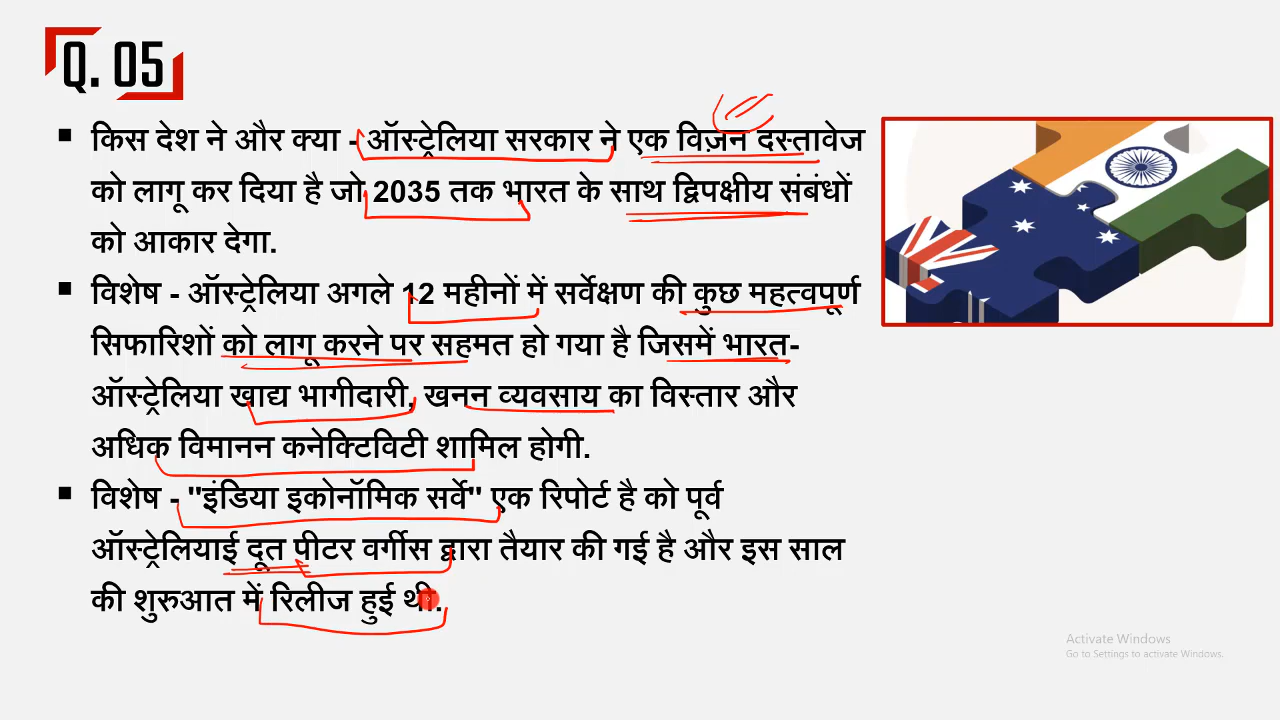 Q. 05
▪ किस देश ने और क्या - ऑस्ट्रेलिया सरकार ने एक विज़न दस्तावेज
को लागू कर दिया है जो 2035 तक भारत के साथ द्विपक्षीय संबंधों
को आकार देगा.
▪ विशेष - ऑस्ट्रेलिया अगले 12 महीनों में सर्वेक्षण की कुछ महत्वपूर्ण
सिफारिशों को लागू करने पर सहमत हो गया है जिसमें भारत-
ऑस्ट्रेलिया खाद्य भागीदारी, खनन व्यवसाय का विस्तार और
अधिक विमानन कनेक्टिविटी शामिल होगी.
▪ विशेष - "इंडिया इकोनॉमिक सर्वे" एक रिपोर्ट है को पूर्व
ऑस्ट्रेलियाई दूत पीटर वर्गीस द्वारा तैयार की गई है और इस साल
की शुरुआत में रिलीज हुई थी.
Activate Windows
Go to Settings to activate Windows.